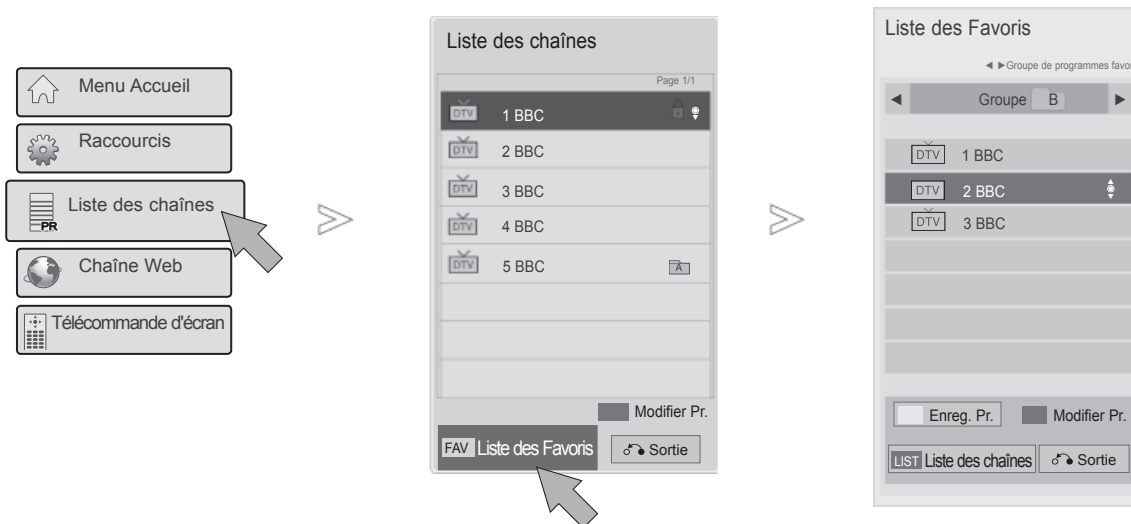 Menu Accueil
Raccourcis
PR
Liste des chaînes
Chaîne Web
Télécommande d'écran
Liste des chaînes
Page 1/1
DTV 1 BBC
DTV 2 BBC
DTV 3 BBC
DTV 4 BBC
DTV 5 BBC A
Modifier Pr.
FAV Liste des Favoris Sortie
Liste des Favoris
◄ ►Groupe de programmes favor
◄ Groupe B ►
DTV 1 BBC
DTV 2 BBC
DTV 3 BBC
Enreg. Pr. Modifier Pr.
LIST Liste des chaînes Sortie